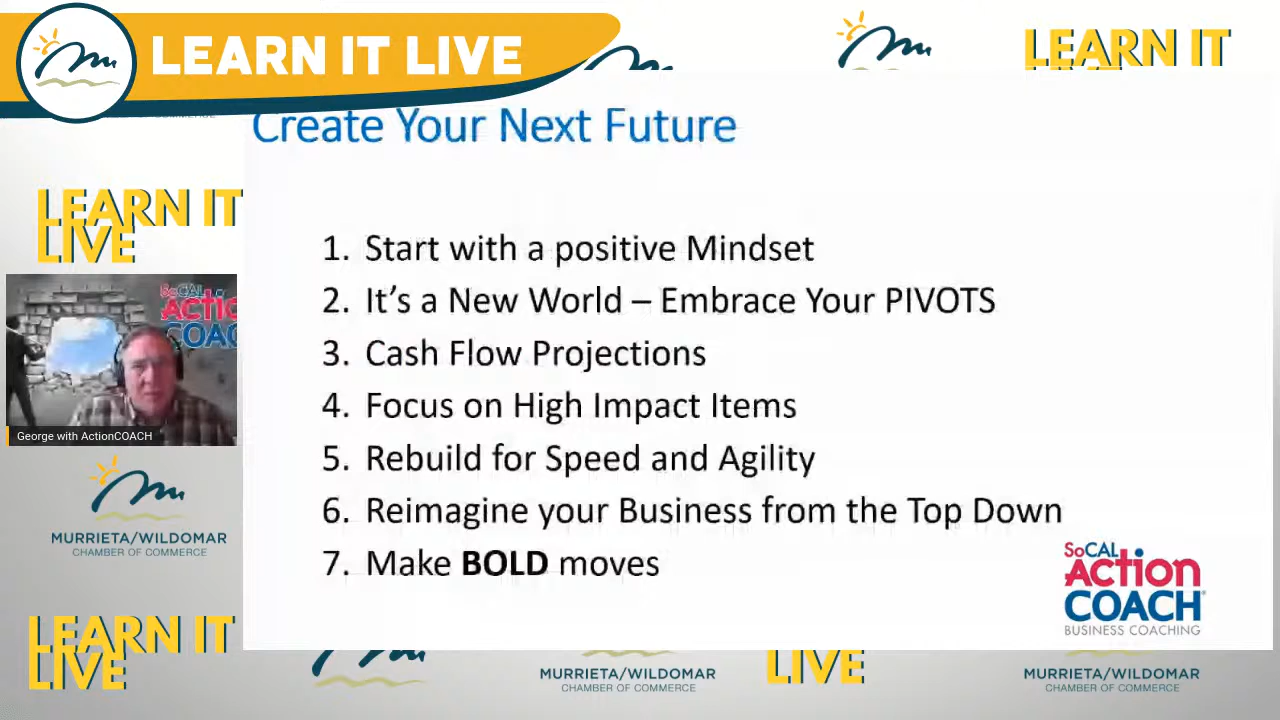 LEARN IT LIVE
LEARN IT
Create Your Next Future
LEARN IT
LIVE
1. Start with a positive Mindset
2. It's a New World – Embrace Your PIVOTS
3. Cash Flow Projections
4. Focus on High Impact Items
5. Rebuild for Speed and Agility
6. Reimagine your Business from the Top Down
7. Make BOLD moves
SoCAL
ACTIO
COAC
George with ActionCOACH
MURRIETA/WILDOMAR
CHAMBER OF COMMERCE
SoCAL
Action
COACH
BUSINESS COACHING
LEARN IT
LIVE
MURRIETA/WILDOMAR
CHAMBER OF COMMERCE
LIVE
MURRIETA/WILDOMAR
CHAMBER OF COMMERCE